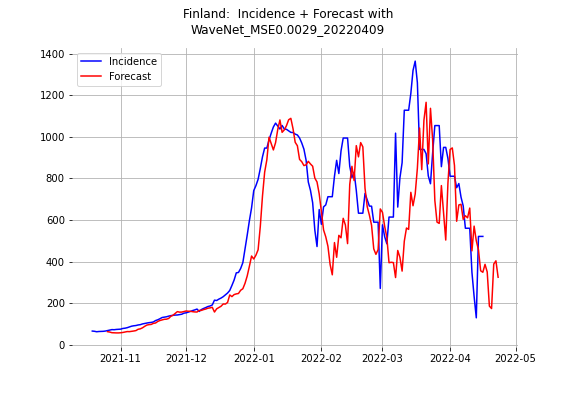 Finland:  Incidence + Forecast with
WaveNet_MSE0.0029_20220409
Incidence
Forecast
1400
1200
1000
800
600
400
200
0
2021-11 2021-12 2022-01 2022-02 2022-03 2022-04 2022-05